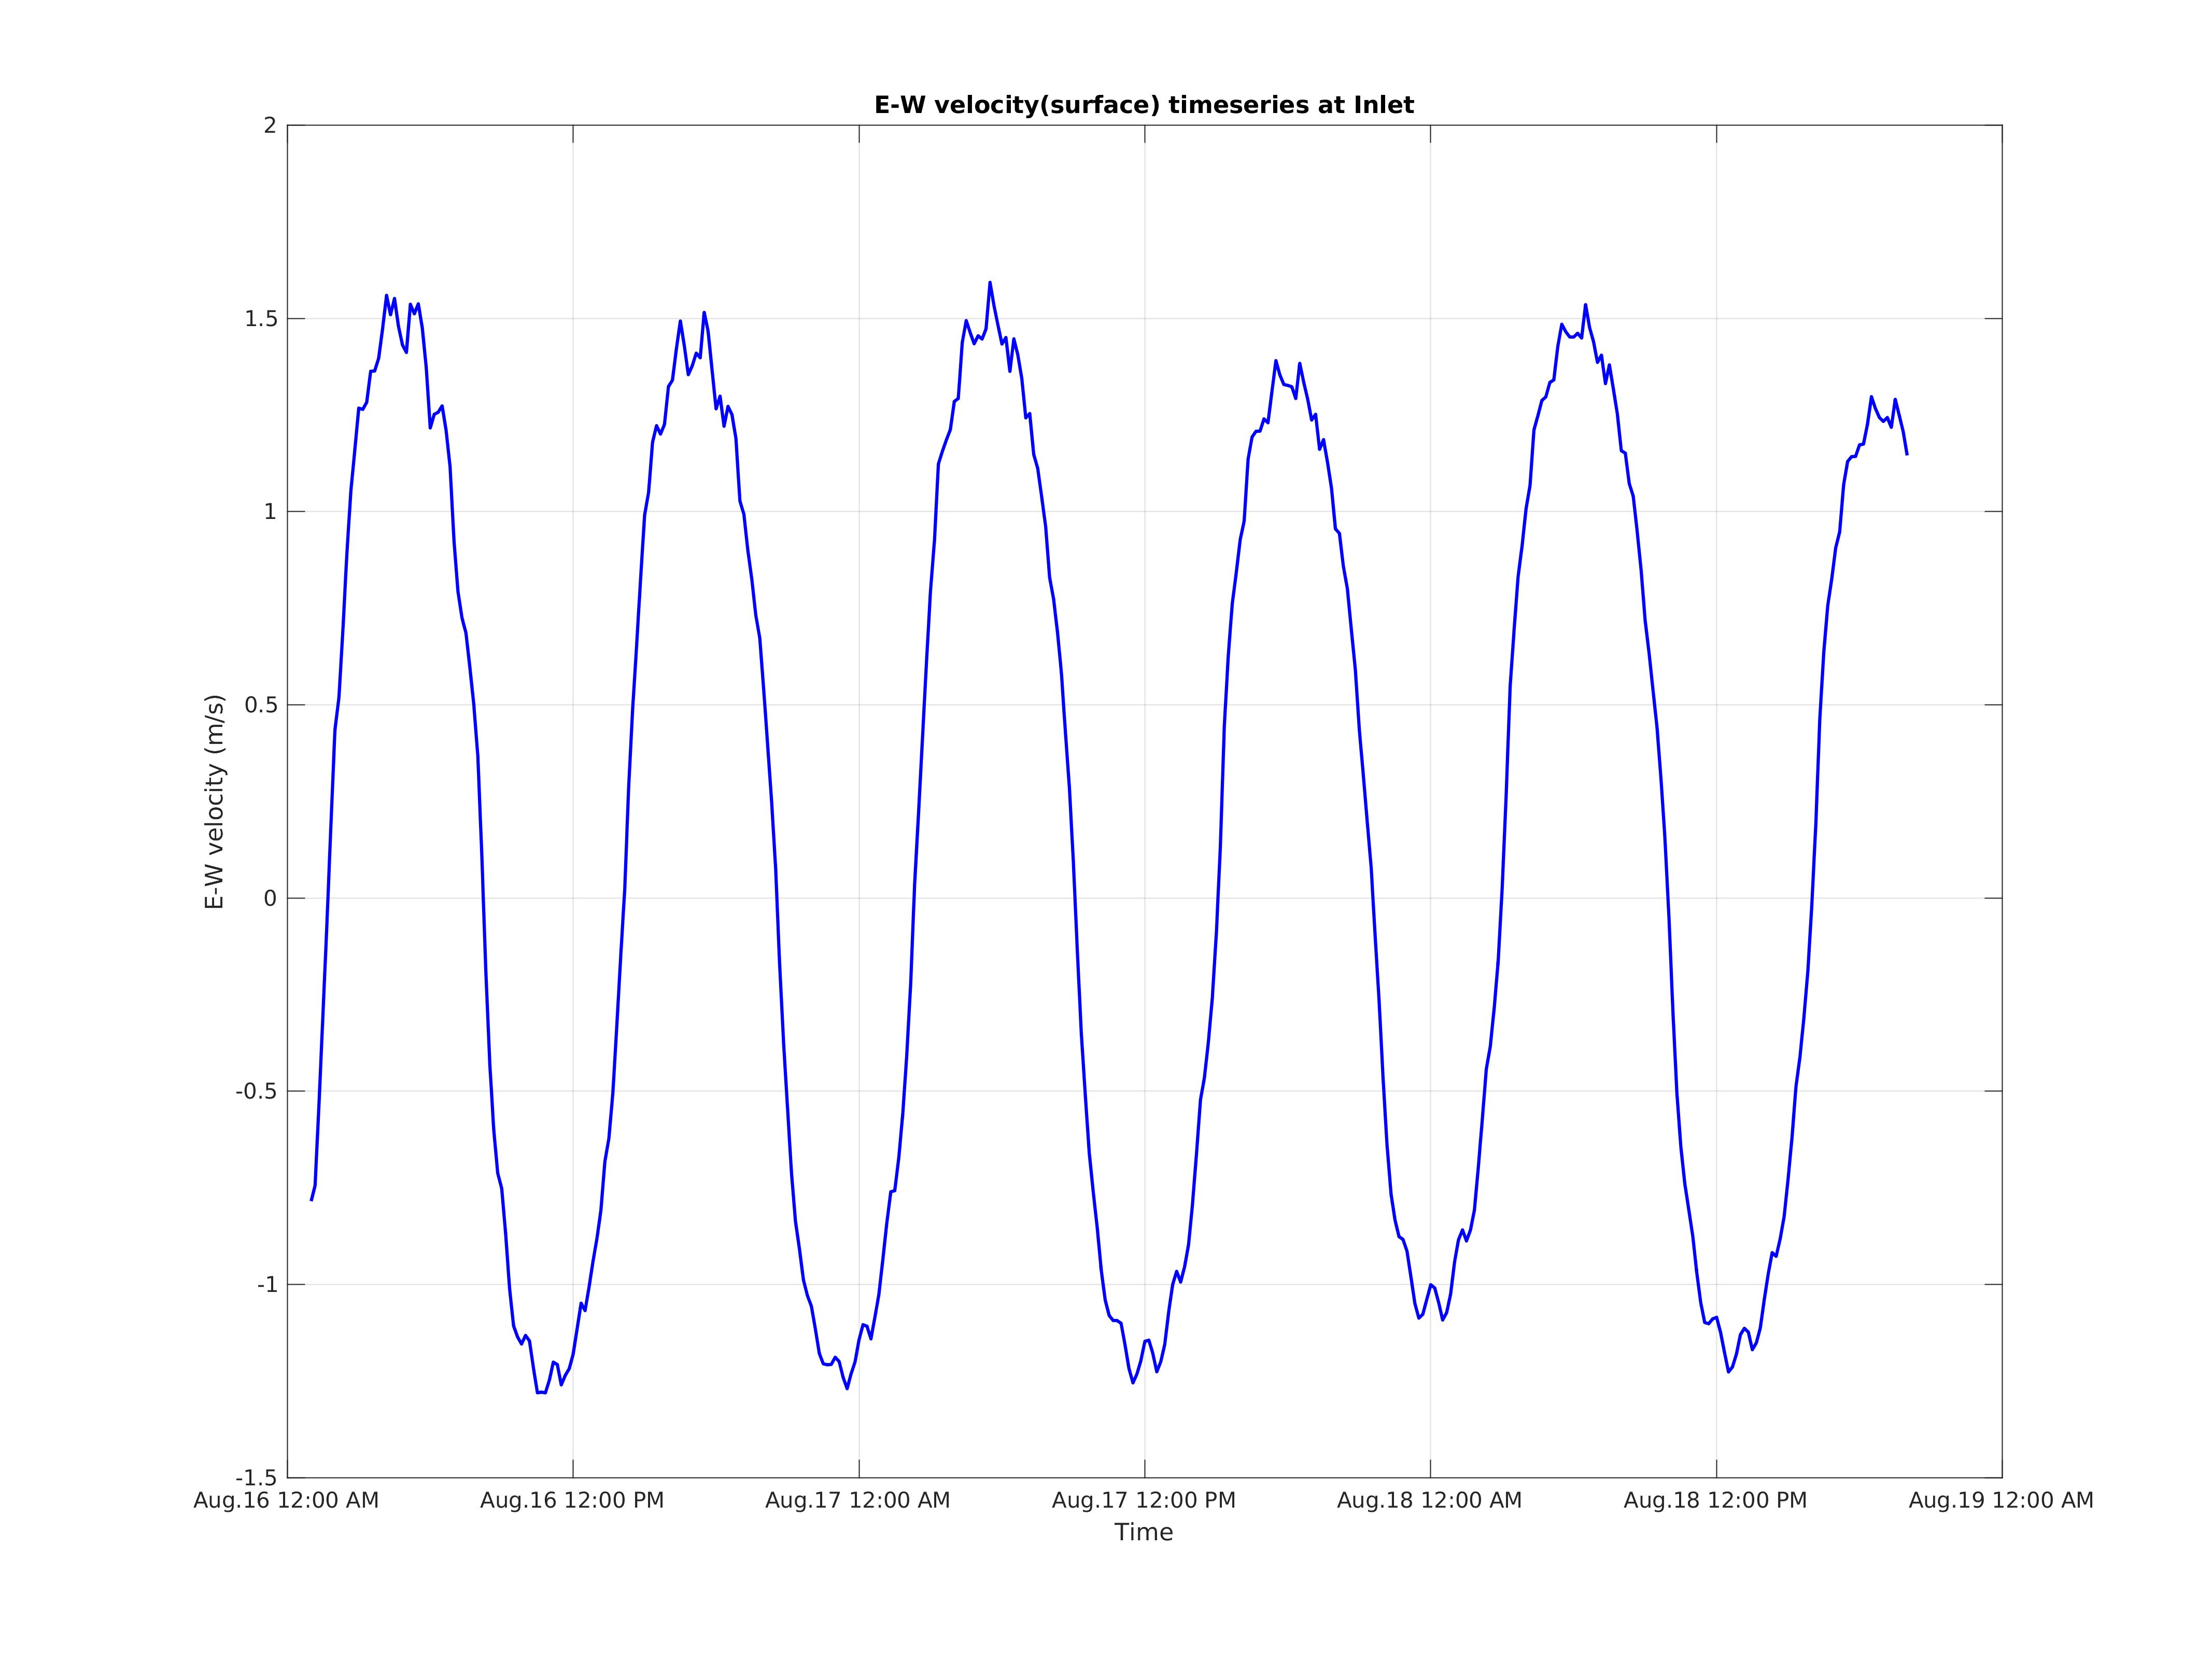 E-W velocity(surface) timeseries at Inlet
2
1.5
1
0.5
0
-0.5
-1
-1.5
E-W velocity (m/s)
Aug.16 12:00 AM Aug.16 12:00 PM Aug.17 12:00 AM Aug.17 12:00 PM Aug.18 12:00 AM Aug.18 12:00 PM Aug.19 12:00 AM
Time